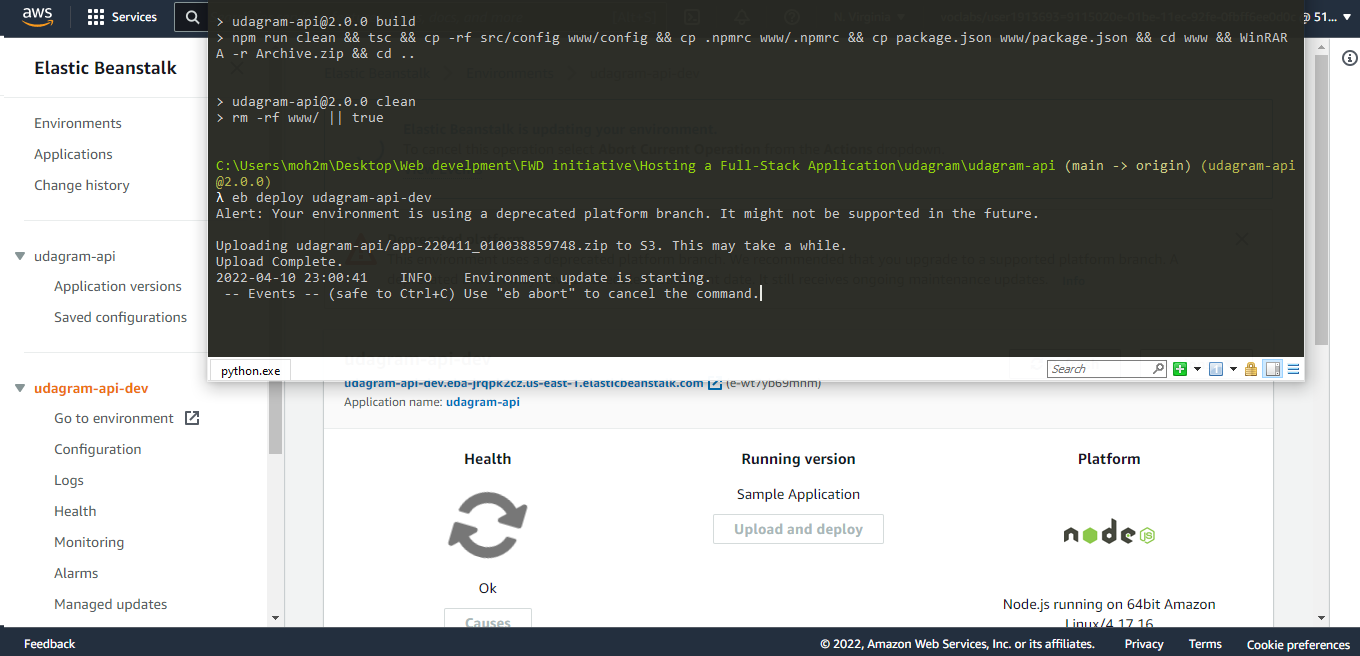 aws
Services
@ 51...
Elastic Beanstalk
Environments
Applications
Change history
udagram-api
Application versions
Saved configurations
udagram-api-dev
Go to environment
Configuration
Logs
Health
Monitoring
Alarms
Managed updates
> udagram-api@2.0.0 build
> npm run clean && tsc && cp -rf src/config www/config && cp .npmrc www/.npmrc && cp package.json www/package.json && cd www && WinRAR
A -r Archive.zip && cd ..
> udagram-api@2.0.0 clean
> rm -rf www/ || true
C:\Users\moh2m\Desktop\Web develpment\FWD initiative\Hosting a Full-Stack Application\udagram\udagram-api (main -> origin) (udagram-api
@2.0.0)
λ eb deploy udagram-api-dev
Alert: Your environment is using a deprecated platform branch. It might not be supported in the future.
Uploading udagram-api/app-220411_010038859748.zip to S3. This may take a while.
Upload Complete.
2022-04-10 23:00:41    INFO    Environment update is starting.
-- Events -- (safe to Ctrl+C) Use "eb abort" to cancel the command.
python.exe
Search
udagram-api-dev.eba-jrqpk2cz.us-east-1.elasticbeanstalk.com (e-wt7yb69mnm)
Application name: udagram-api
Health
Ok
Causes
Running version
Sample Application
Upload and deploy
Platform
node
JS
Node.js running on 64bit Amazon
Linux/4.17.16
Feedback
© 2022, Amazon Web Services, Inc. or its affiliates.
Privacy
Terms
Cookie preferences